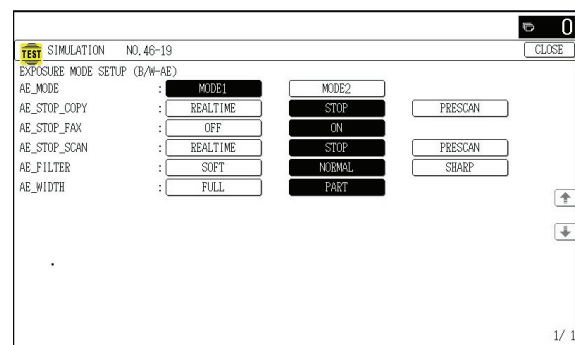 0
TEST SIMULATION NO.46-19 CLOSE
EXPOSURE MODE SETUP (B/W-AE)
AE_MODE : MODE1 MODE2
AE_STOP_COPY : REALTIME STOP PRESCAN
AE_STOP_FAX : OFF ON
AE_STOP_SCAN : REALTIME STOP PRESCAN
AE_FILTER : SOFT NORMAL SHARP
AE_WIDTH : FULL PART
1/ 1